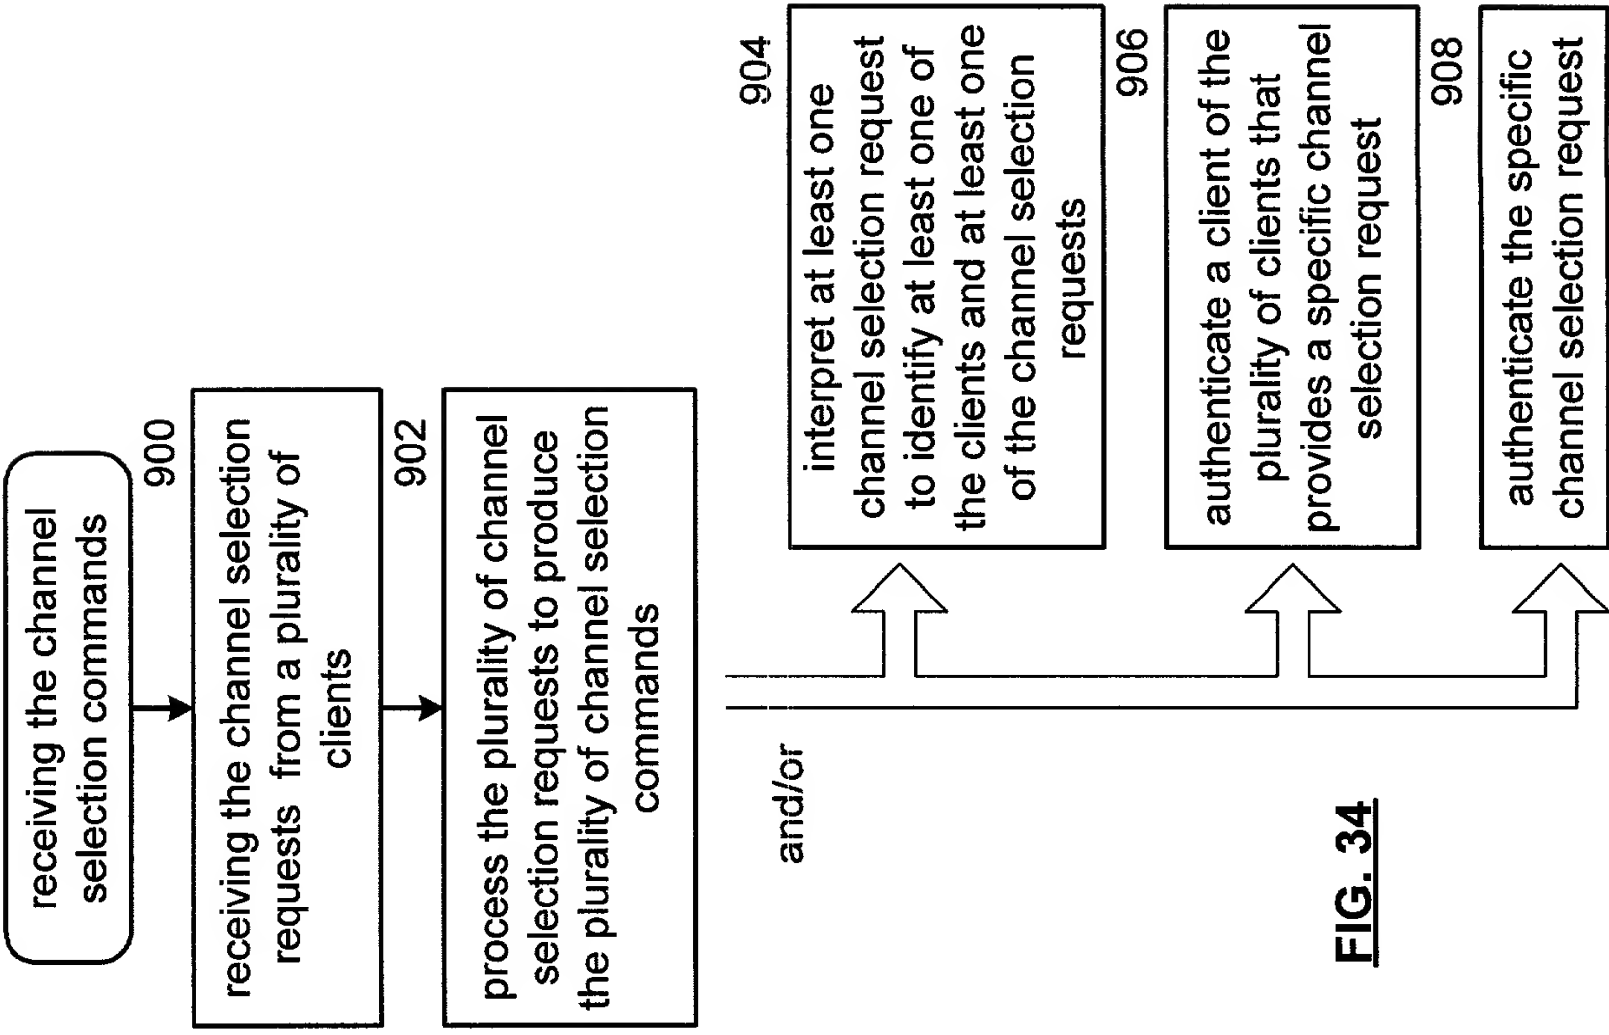 receiving the channel
selection commands
900
receiving the channel selection
requests from a plurality of
clients
902
process the plurality of channel
selection requests to produce
the plurality of channel selection
commands
and/or
904
interpret at least one
channel selection request
to identify at least one of
the clients and at least one
of the channel selection
requests
906
authenticate a client of the
plurality of clients that
provides a specific channel
selection request
908
authenticate the specific
channel selection request
FIG. 34